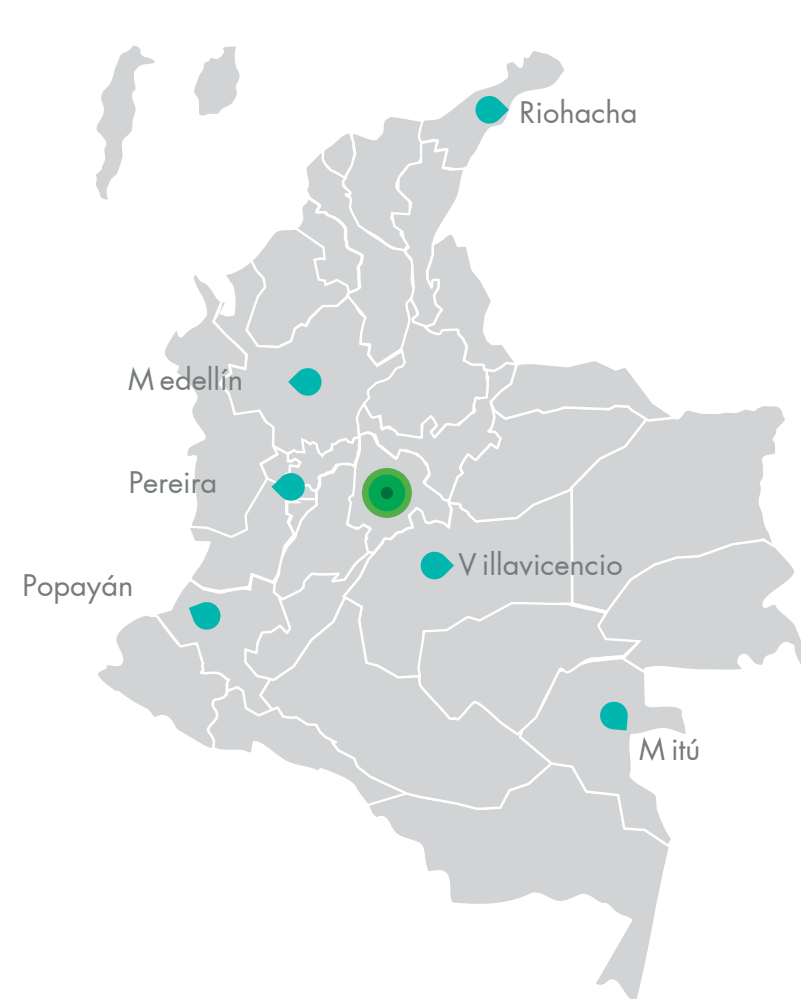 Riohacha
Medellín
Pereira
Villavicencio
Popayán
Mitú